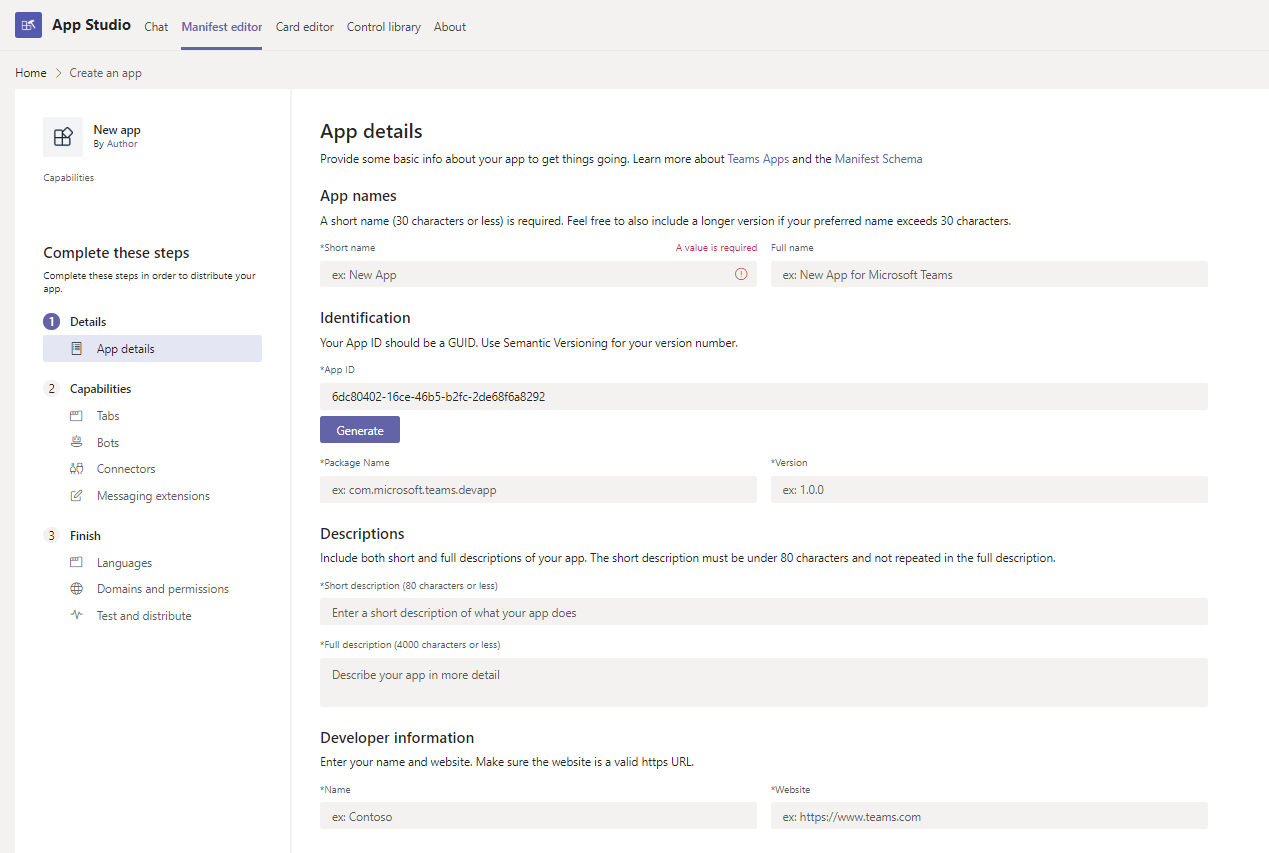 App Studio Chat Manifest editor Card editor Control library About
Home > Create an app
New app
By Author
Capabilities
Complete these steps
Complete these steps in order to distribute your
app.
1 Details
App details
2 Capabilities
Tabs
Bots
Connectors
Messaging extensions
3 Finish
Languages
Domains and permissions
Test and distribute
App details
Provide some basic info about your app to get things going. Learn more about Teams Apps and the Manifest Schema
App names
A short name (30 characters or less) is required. Feel free to also include a longer version if your preferred name exceeds 30 characters.
*Short name A value is required Full name
ex: New App ex: New App for Microsoft Teams
Identification
Your App ID should be a GUID. Use Semantic Versioning for your version number.
*App ID
6dc80402-16ce-46b5-b2fc-2de68f6a8292
Generate
*Package Name *Version
ex: com.microsoft.teams.devapp ex: 1.0.0
Descriptions
Include both short and full descriptions of your app. The short description must be under 80 characters and not repeated in the full description.
*Short description (80 characters or less)
Enter a short description of what your app does
*Full description (4000 characters or less)
Describe your app in more detail
Developer information
Enter your name and website. Make sure the website is a valid https URL.
*Name *Website
ex: Contoso ex: https://www.teams.com